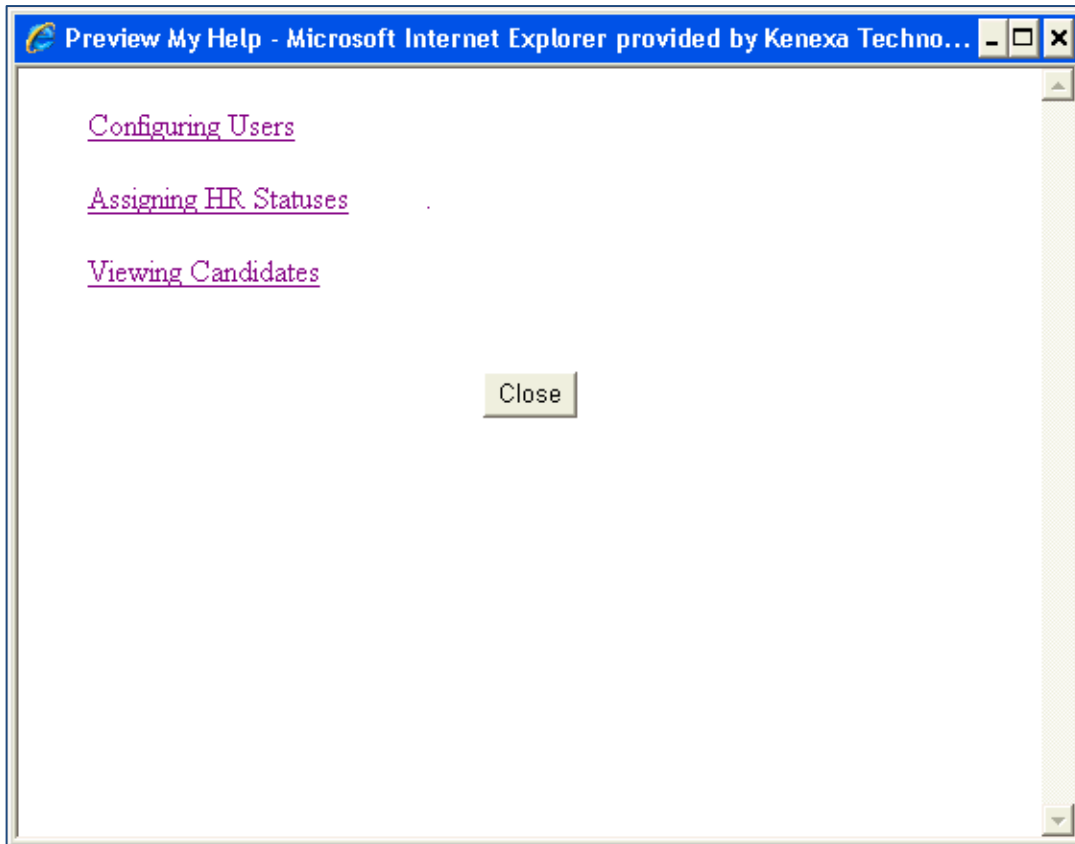 Preview My Help - Microsoft Internet Explorer provided by Kenexa Techno...
Configuring Users
Assigning HR Statuses .
Viewing Candidates
Close